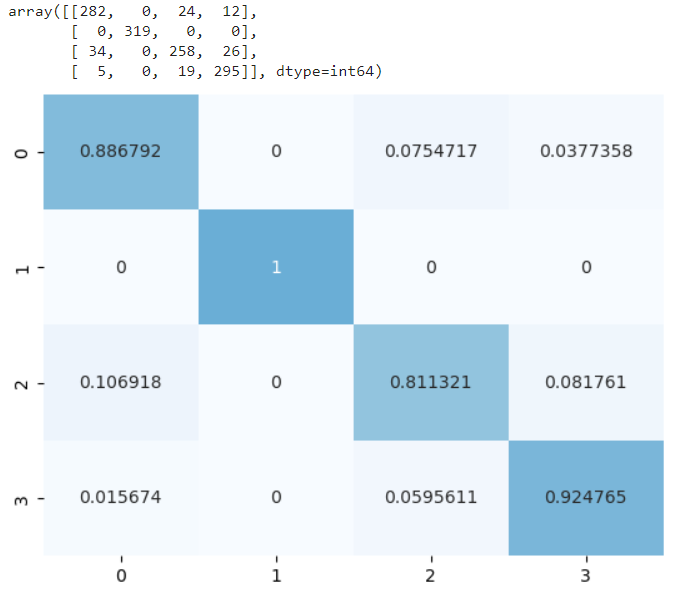 array([[282,   0,  24,  12],
       [  0, 319,   0,   0],
       [ 34,   0, 258,  26],
       [  5,   0,  19, 295]], dtype=int64)
0 0.886792 0 0.0754717 0.0377358
1 0 1 0 0
2 0.106918 0 0.811321 0.081761
3 0.015674 0 0.0595611 0.924765
0 1 2 3